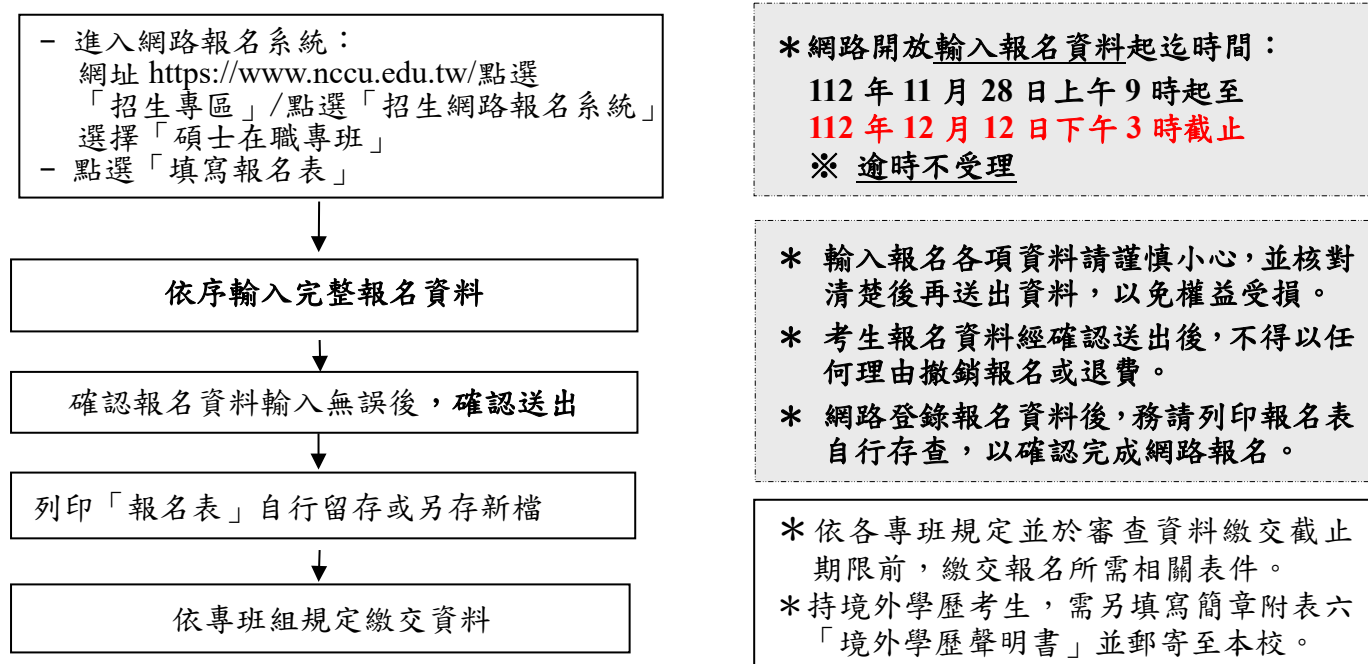 - 進入網路報名系統：
網址 https://www.nccu.edu.tw/點選
「招生專區」/點選「招生網路報名系統」
選擇「碩士在職專班」
- 點選「填寫報名表」
依序輸入完整報名資料
確認報名資料輸入無誤後，確認送出
列印「報名表」自行留存或另存新檔
依專班組規定繳交資料
＊網路開放輸入報名資料起迄時間：
112 年 11 月 28 日上午 9 時起至
112 年 12 月 12 日下午 3 時截止
※ 逾時不受理
＊ 輸入報名各項資料請謹慎小心，並核對
清楚後再送出資料，以免權益受損。
＊ 考生報名資料經確認送出後，不得以任
何理由撤銷報名或退費。
＊ 網路登錄報名資料後，務請列印報名表
自行存查，以確認完成網路報名。
＊依各專班規定並於審查資料繳交截止
期限前，繳交報名所需相關表件。
＊持境外學歷考生，需另填寫簡章附表六
「境外學歷聲明書」並郵寄至本校。